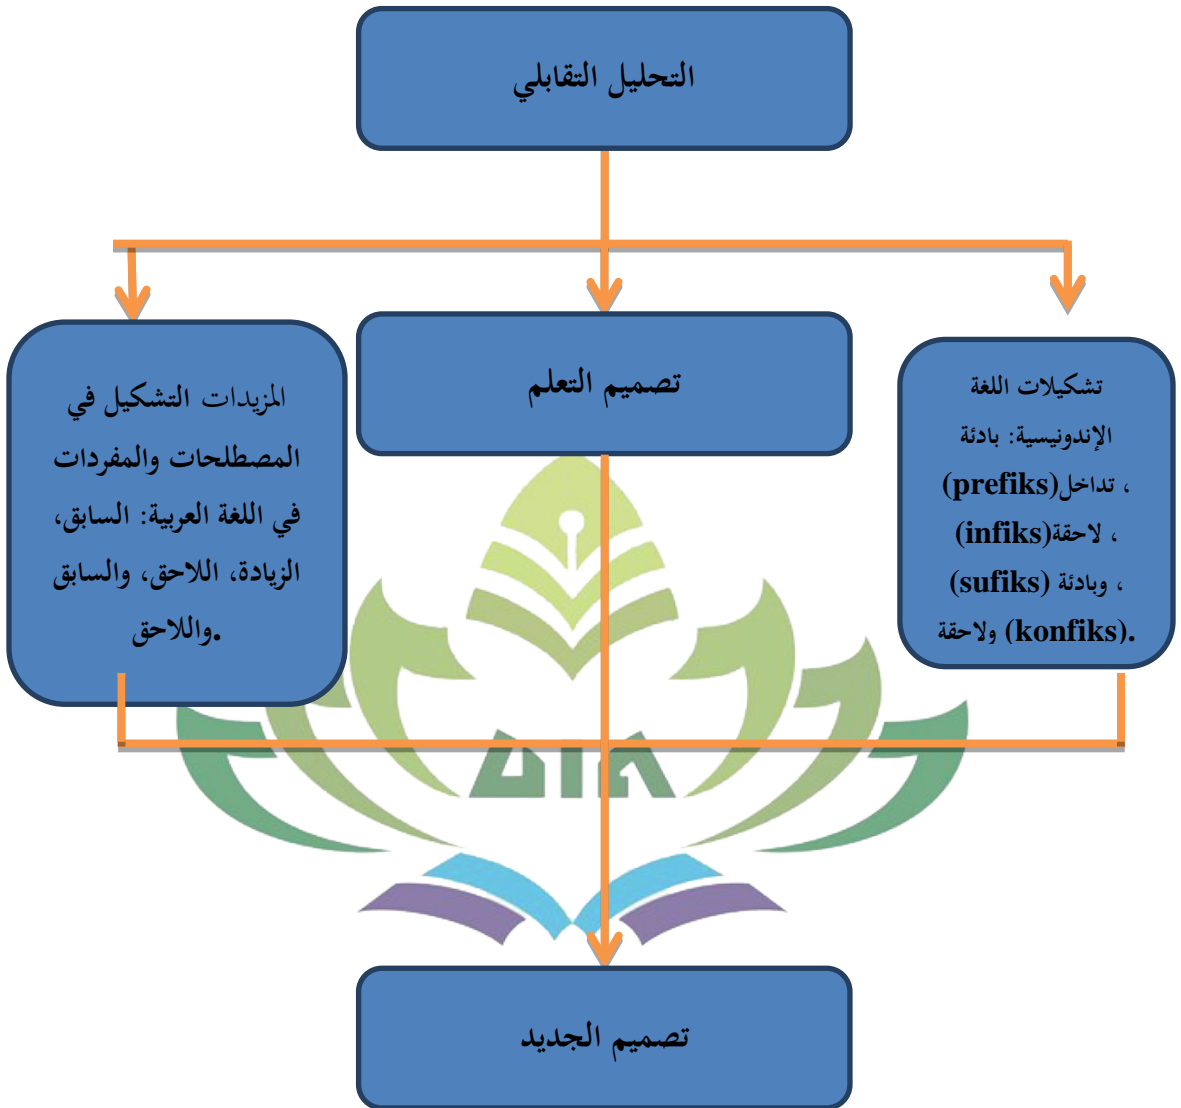 التحليل التقابلي
تشكيلات اللغة
الإندونيسية: بادئة
(prefiks)تداخل ،
(infiks)لاحقة ،
(sufiks) وبادئة ،
ولاحقة (konfiks).
تصميم التعلم
المزيدات التشكيل في
المصطلحات والمفردات
في اللغة العربية: السابق،
الزيادة، اللاحق، والسابق
واللاحق.
تصميم الجديد